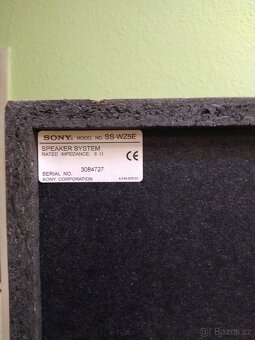 SONY MODEL NO. SS-WZ5E
SPEAKER SYSTEM
RATED IMPEDANCE: 6 Ω
CE
SERIAL NO. 3084727
SONY CORPORATION
bazos.cz